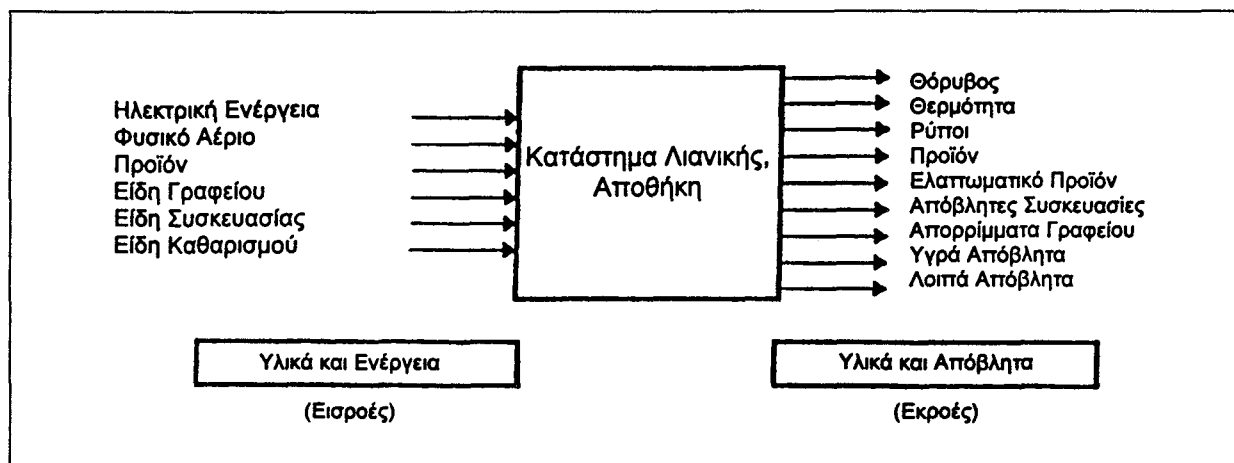 Ηλεκτρική Ενέργεια
Φυσικό Αέριο
Προϊόν
Είδη Γραφείου
Είδη Συσκευασίας
Είδη Καθαρισμού
Κατάστημα Λιανικής,
Αποθήκη
Θόρυβος
Θερμότητα
Ρύποι
Προϊόν
Ελαττωματικό Προϊόν
Απόβλητες Συσκευασίες
Απορρίμματα Γραφείου
Υγρά Απόβλητα
Λοιπά Απόβλητα
Υλικά και Ενέργεια
(Εισροές)
Υλικά και Απόβλητα
(Εκροές)